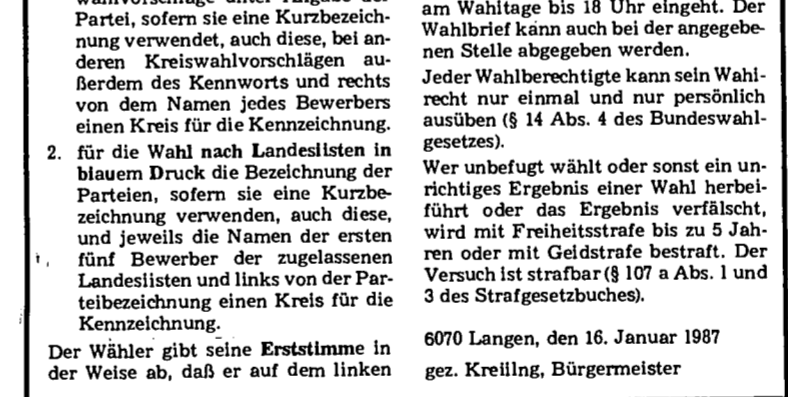 Partei, sofern sie eine Kurzbezeich-
nung verwendet, auch diese, bei an-
deren Kreiswahlvorschlägen au-
ßerdem des Kennworts und rechts
von dem Namen jedes Bewerbers
einen Kreis für die Kennzeichnung.
2. für die Wahl nach Landeslisten in
blauem Druck die Bezeichnung der
Parteien, sofern sie eine Kurzbe-
zeichnung verwenden, auch diese,
und jeweils die Namen der ersten
fünf Bewerber der zugelassenen
Landeslisten und links von der Par-
teibezeichnung einen Kreis für die
Kennzeichnung.
Der Wähler gibt seine Erststimme in
der Weise ab, daß er auf dem linken
am Wahltage bis 18 Uhr eingeht. Der
Wahlbrief kann auch bei der angegebe-
nen Stelle abgegeben werden.
Jeder Wahlberechtigte kann sein Wahl-
recht nur einmal und nur persönlich
ausüben (§ 14 Abs. 4 des Bundeswahl-
gesetzes).
Wer unbefugt wählt oder sonst ein un-
richtiges Ergebnis einer Wahl herbei-
führt oder das Ergebnis verfälscht,
wird mit Freiheitsstrafe bis zu 5 Jah-
ren oder mit Geldstrafe bestraft. Der
Versuch ist strafbar (§ 107 a Abs. 1 und
3 des Strafgesetzbuches).
6070 Langen, den 16. Januar 1987
gez. Kreiling, Bürgermeister